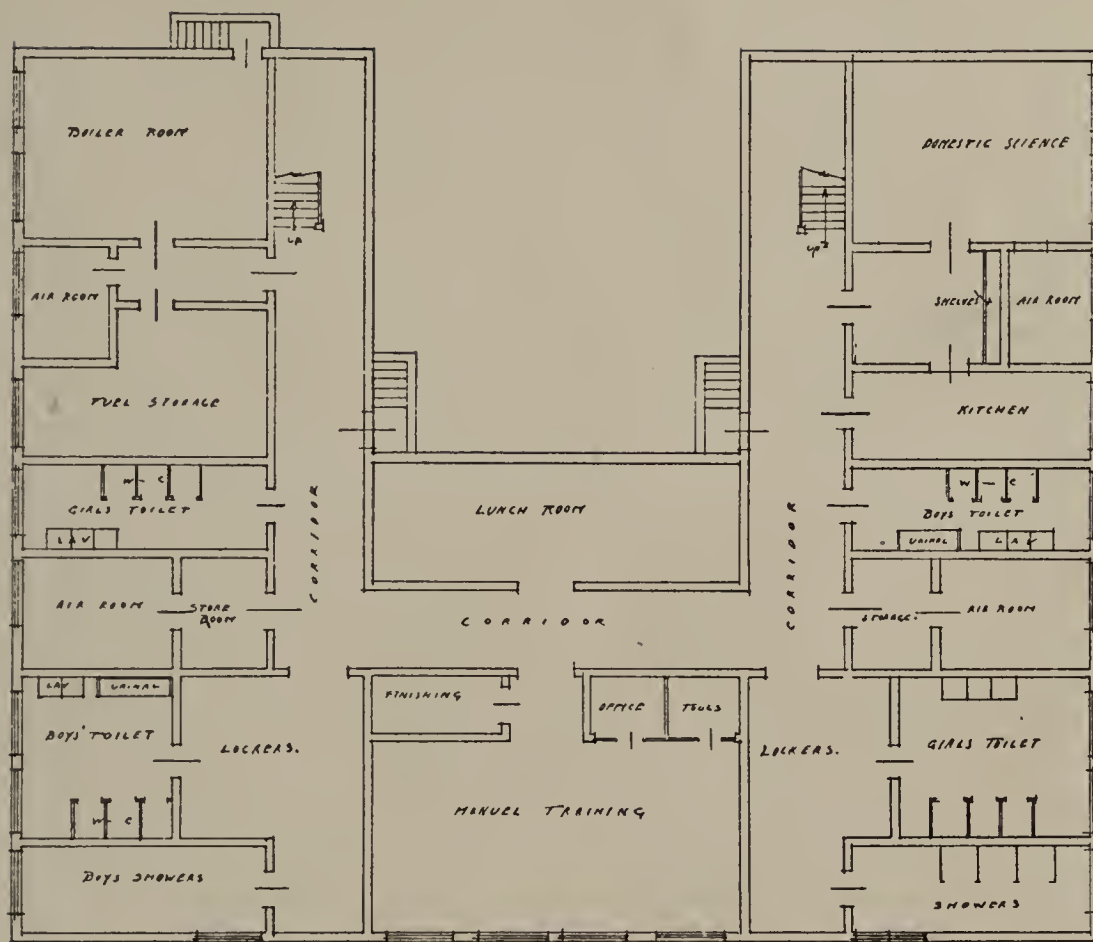 BOILER ROOM
DOMESTIC SCIENCE
UP
UP
AIR ROOM
SHELVES
AIR ROOM
FUEL STORAGE
KITCHEN
W-C
GIRLS TOILET
LAV
CORRIDOR
LUNCH ROOM
CORRIDOR
W-C
BOYS TOILET
URINAL
LAV
AIR ROOM
STORE
ROOM
CORRIDOR
STORAGE.
AIR ROOM
LAV
URINAL
BOYS' TOILET
LOCKERS.
FINISHING
OFFICE
TOOLS
LOCKERS.
GIRLS TOILET
MANUEL TRAINING
W-C
BOYS SHOWERS
SHOWERS